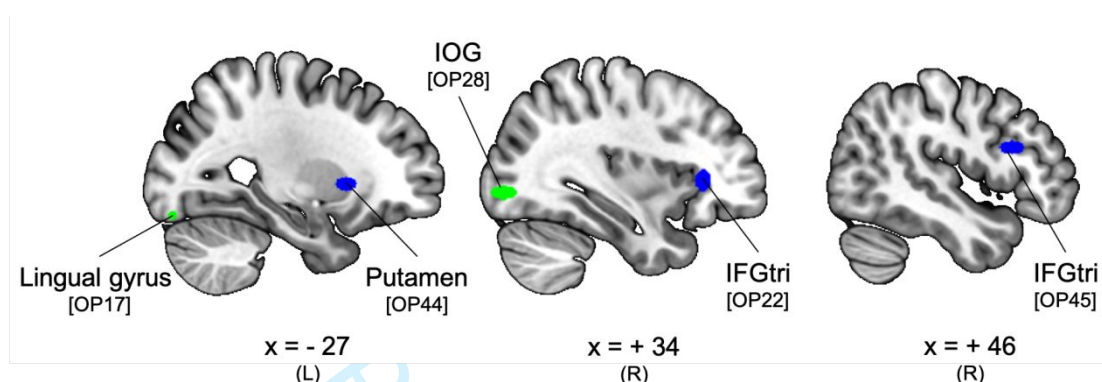 IOG
[OP28]
Lingual gyrus
[OP17]
Putamen
[OP44]
IFGtri
[OP22]
IFGtri
[OP45]
x = - 27
(L)
x = + 34
(R)
x = + 46
(R)